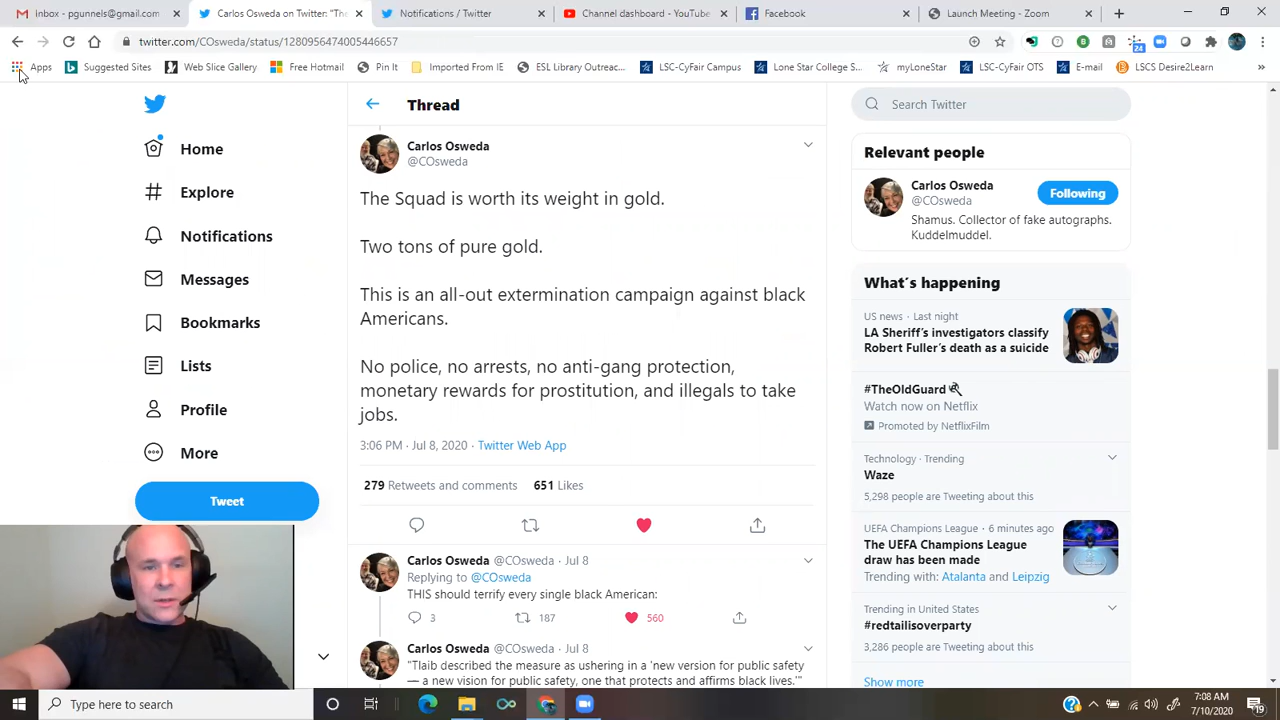 Inbox - pgunnels@gmail.com
Carlos Osweda on Twitter: "The
Notifications / Twitter
Channel dashboard - YouTube
Facebook
Launch Meeting - Zoom
twitter.com/COsweda/status/1280956474005446657
24
Apps
Suggested Sites
Web Slice Gallery
Free Hotmail
Pin It
Imported From IE
ESL Library Outreac...
LSC-CyFair Campus
Lone Star College S...
myLoneStar
LSC-CyFair OTS
E-mail
LSCS Desire2Learn
Home
Explore
Notifications
Messages
Bookmarks
Lists
Profile
More
Tweet
Thread
Carlos Osweda
@COsweda
The Squad is worth its weight in gold.
Two tons of pure gold.
This is an all-out extermination campaign against black
Americans.
No police, no arrests, no anti-gang protection,
monetary rewards for prostitution, and illegals to take
jobs.
3:06 PM · Jul 8, 2020 · Twitter Web App
279 Retweets and comments 651 Likes
Carlos Osweda @COsweda · Jul 8
Replying to @COsweda
THIS should terrify every single black American:
3 187 560
Carlos Osweda @COsweda · Jul 8
"Tlaib described the measure as ushering in a 'new version for public safety
— a new vision for public safety, one that protects and affirms black lives.'"
Search Twitter
Relevant people
Carlos Osweda
@COsweda
Following
Shamus. Collector of fake autographs.
Kuddelmuddel.
What's happening
US news · Last night
LA Sheriff's investigators classify
Robert Fuller's death as a suicide
#TheOldGuard
Watch now on Netflix
Promoted by NetflixFilm
Technology · Trending
Waze
5,298 people are Tweeting about this
UEFA Champions League · 6 minutes ago
The UEFA Champions League
draw has been made
Trending with: Atalanta and Leipzig
Trending in United States
#redtailisoverparty
3,286 people are Tweeting about this
Show more
Type here to search
7:08 AM
7/10/2020
19